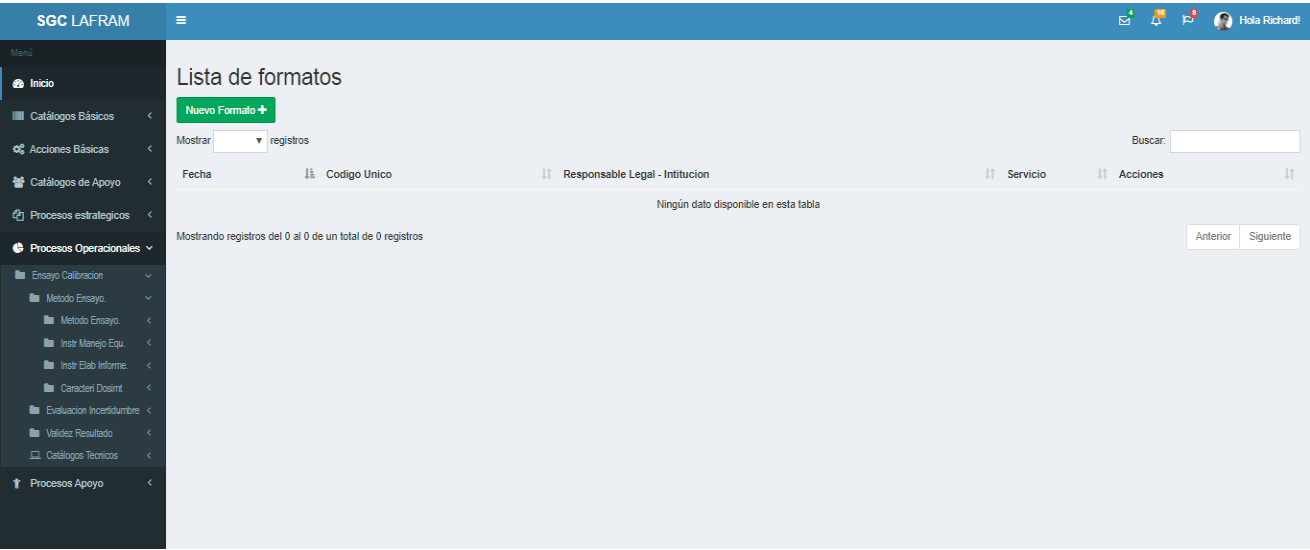 SGC LAFRAM
4
10
8
Hola Richard!
Menú
Inicio
Catálogos Básicos
Acciones Básicas
Catálogos de Apoyo
Procesos estrategicos
Procesos Operacionales
Ensayo Calibracion
Metodo Ensayo.
Metodo Ensayo.
Instr Manejo Equ.
Instr Elab Informe.
Caracteri Dosimt
Evaluacion Incertidumbre
Validez Resultado
Catálogos Tecnicos
Procesos Apoyo
Lista de formatos
Nuevo Formato +
Mostrar registros
Buscar:
Fecha Codigo Unico Responsable Legal - Intitucion Servicio Acciones
Ningún dato disponible en esta tabla
Mostrando registros del 0 al 0 de un total de 0 registros
Anterior Siguiente